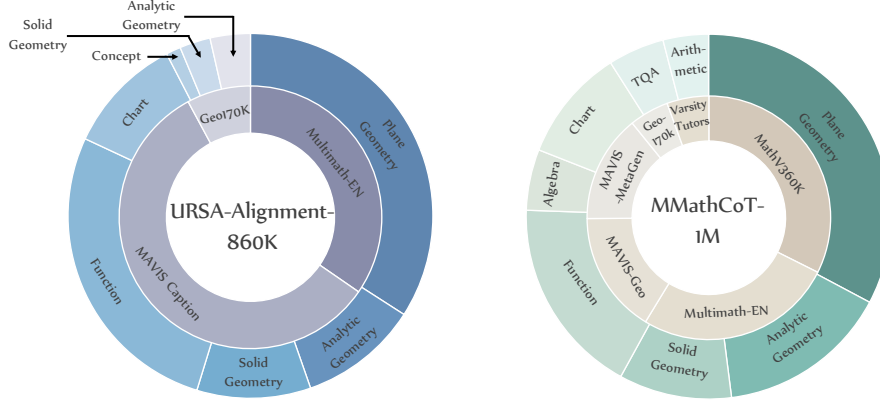 Analytic
Geometry
Solid
Geometry
Concept
Chart
Geo170K
Plane
Geometry
Multimath-EN
URSA-Alignment-
860K
MAVIS Caption
Function
Solid
Geometry
Analytic
Geometry
TQA
Arith-
metic
Chart
Geo-
170k
Varsity
Tutors
MAVIS
-MetaGen
MathV360K
Plane
Geometry
Algebra
MMathCoT-
1M
MAVIS-Geo
Function
Multimath-EN
Solid
Geometry
Analytic
Geometry